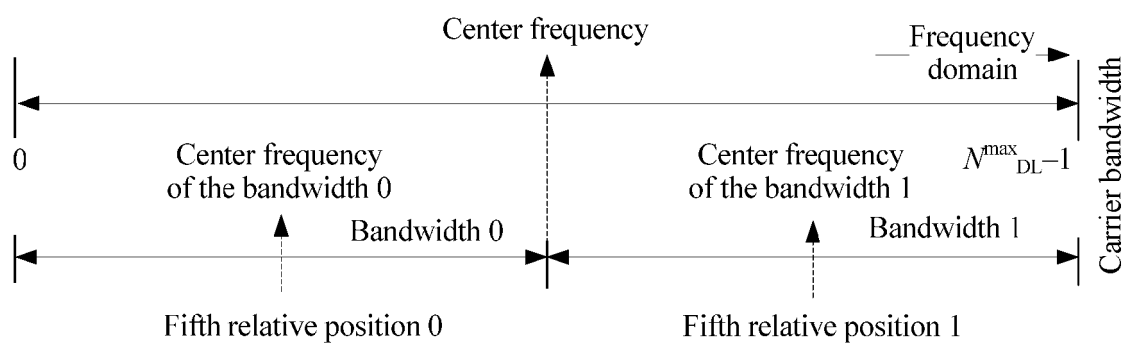 Center frequency
Frequency
domain
0
Center frequency
of the bandwidth 0
Center frequency
of the bandwidth 1
N^max_DL–1
Carrier bandwidth
Bandwidth 0
Bandwidth 1
Fifth relative position 0
Fifth relative position 1